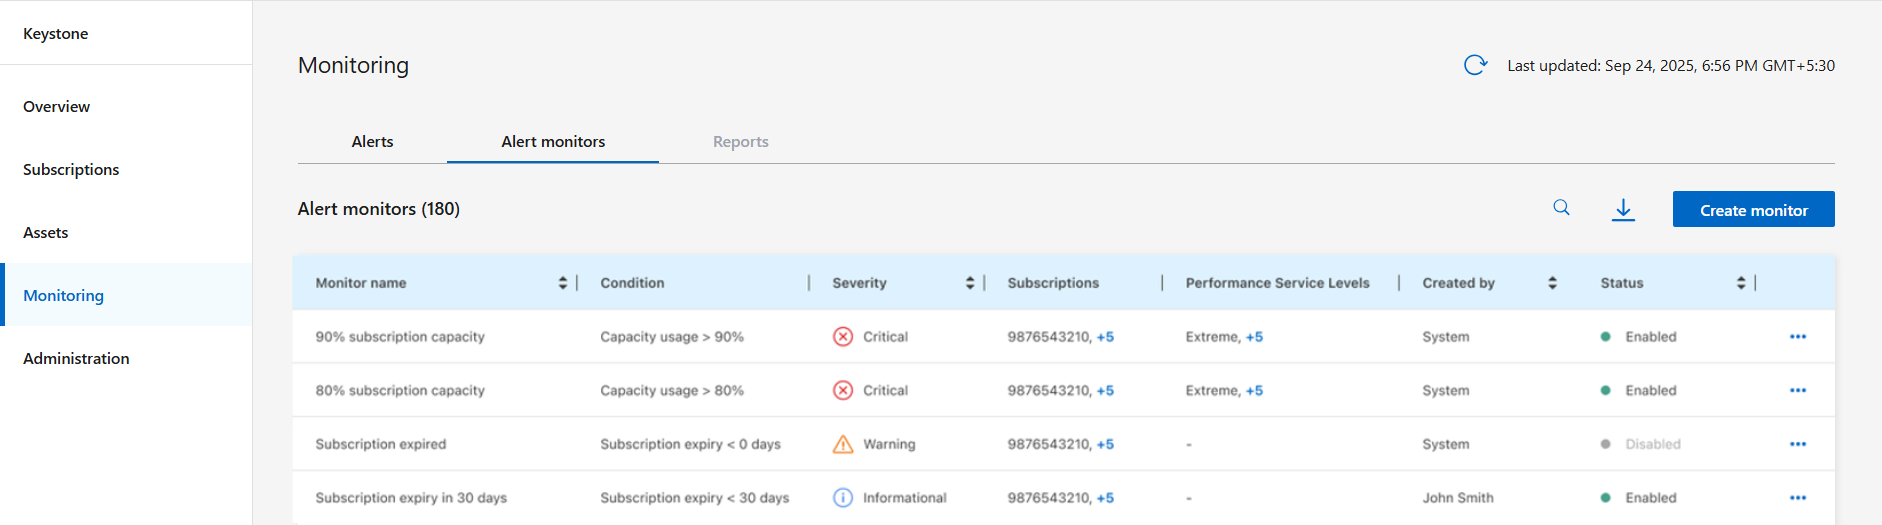 Keystone
Overview
Subscriptions
Assets
Monitoring
Administration
Monitoring
Last updated: Sep 24, 2025, 6:56 PM GMT+5:30
Alerts Alert monitors Reports
Alert monitors (180)
Create monitor
Monitor name Condition Severity Subscriptions Performance Service Levels Created by Status
90% subscription capacity Capacity usage > 90% Critical 9876543210, +5 Extreme, +5 System Enabled
80% subscription capacity Capacity usage > 80% Critical 9876543210, +5 Extreme, +5 System Enabled
Subscription expired Subscription expiry < 0 days Warning 9876543210, +5 - System Disabled
Subscription expiry in 30 days Subscription expiry < 30 days Informational 9876543210, +5 - John Smith Enabled